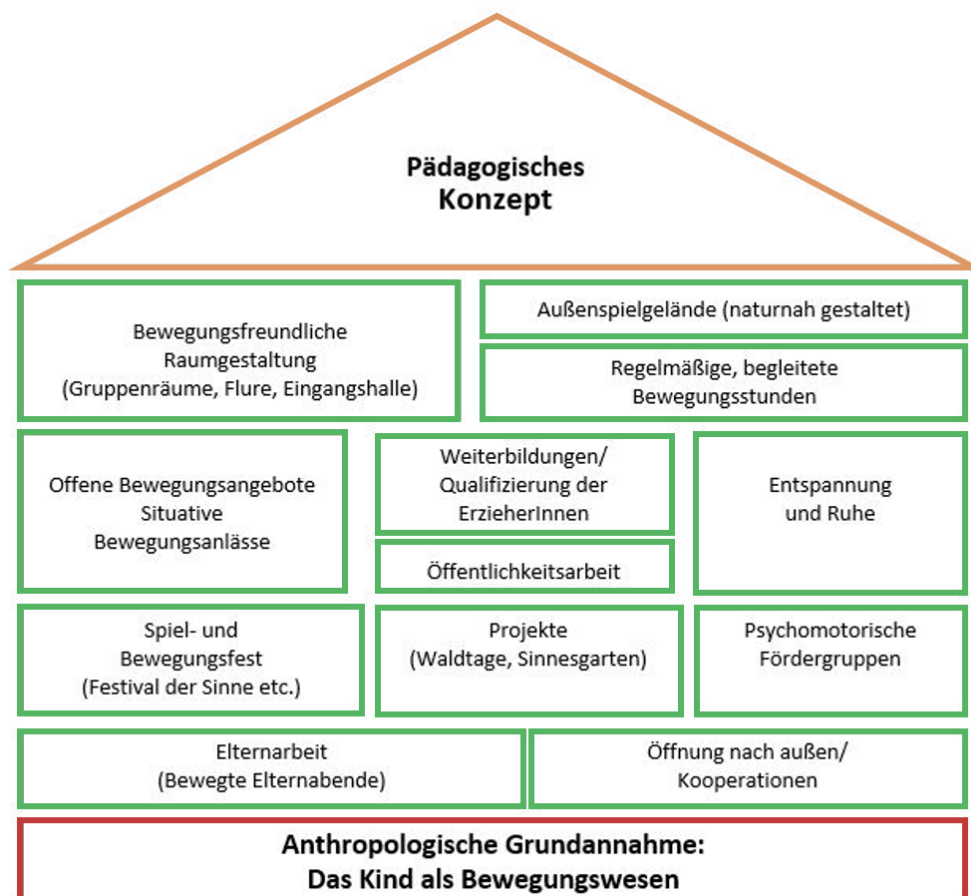 Pädagogisches
Konzept
Bewegungsfreundliche
Raumgestaltung
(Gruppenräume, Flure, Eingangshalle)
Außenspielgelände (naturnah gestaltet)
Regelmäßige, begleitete
Bewegungsstunden
Offene Bewegungsangebote
Situative
Bewegungsanlässe
Weiterbildungen/
Qualifizierung der
ErzieherInnen
Öffentlichkeitsarbeit
Entspannung
und Ruhe
Spiel- und
Bewegungsfest
(Festival der Sinne etc.)
Projekte
(Waldtage, Sinnesgarten)
Psychomotorische
Fördergruppen
Elternarbeit
(Bewegte Elternabende)
Öffnung nach außen/
Kooperationen
Anthropologische Grundannahme:
Das Kind als Bewegungswesen